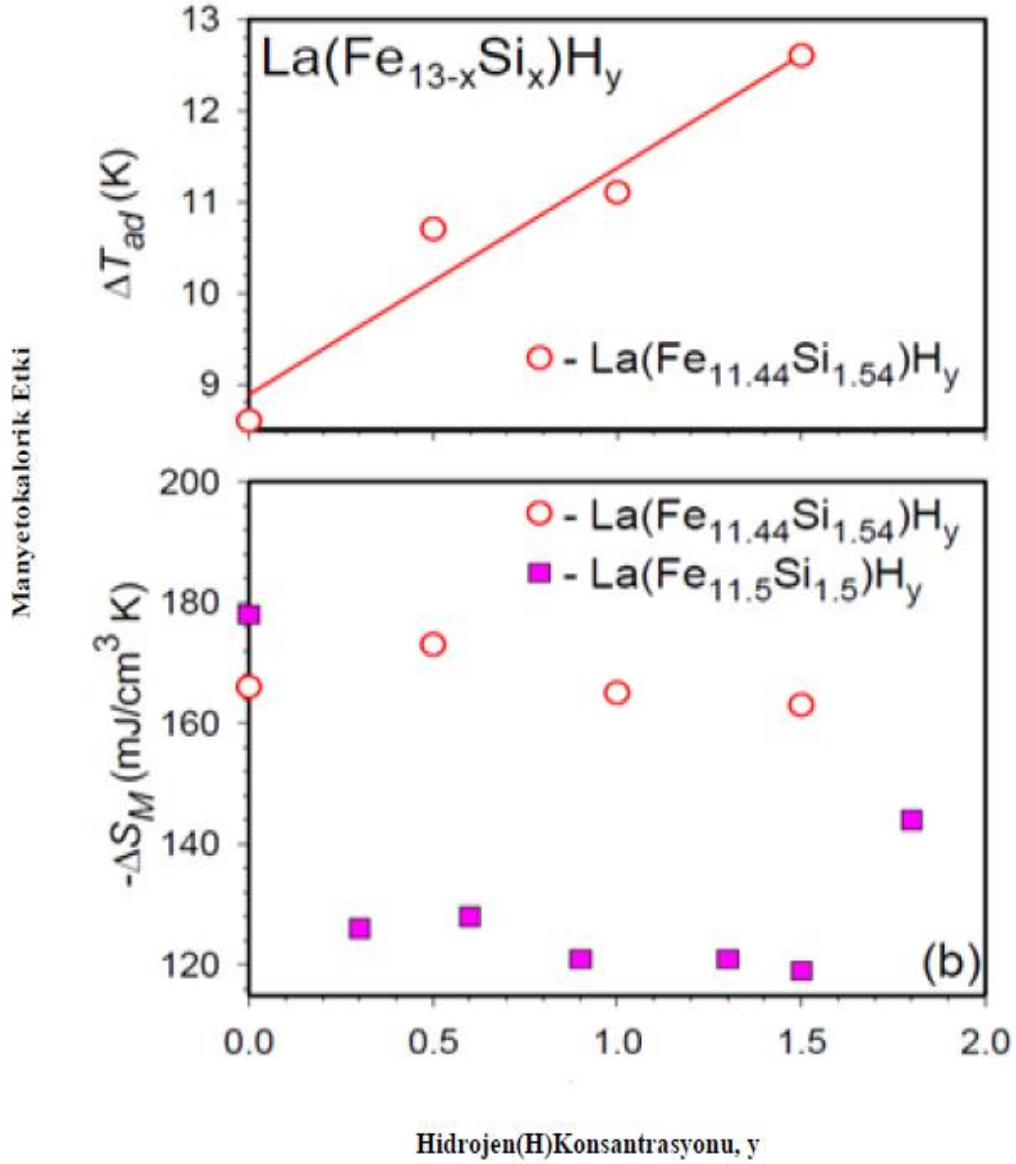 La(Fe13-xSix)Hy
13
12
11
10
9
ΔTad (K)
- La(Fe11.44Si1.54)Hy
Manyetokalorik Etki
200
180
160
140
120
-ΔSM (mJ/cm3 K)
- La(Fe11.44Si1.54)Hy
- La(Fe11.5Si1.5)Hy
(b)
0.0 0.5 1.0 1.5 2.0
Hidrojen(H)Konsantrasyonu, y